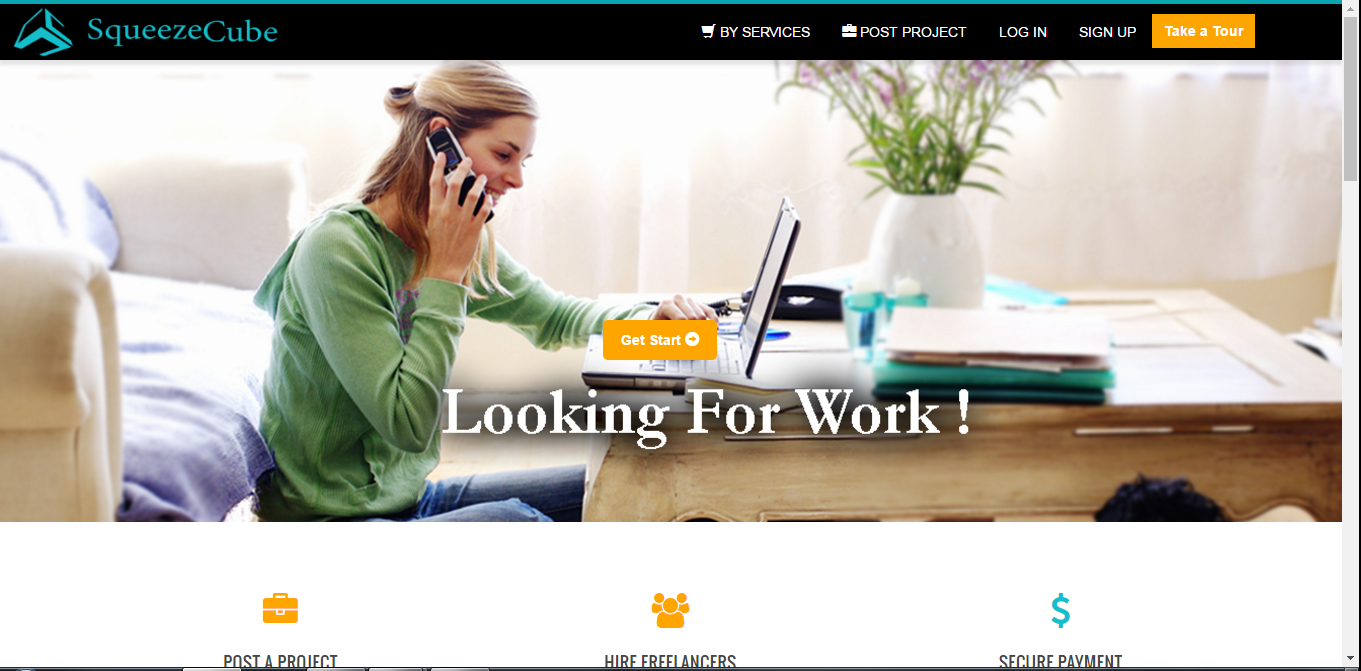 SqueezeCube
BY SERVICES
POST PROJECT
LOG IN
SIGN UP
Take a Tour
Get Start
Looking For Work !
POST A PROJECT
HIRE FREELANCERS
SECURE PAYMENT